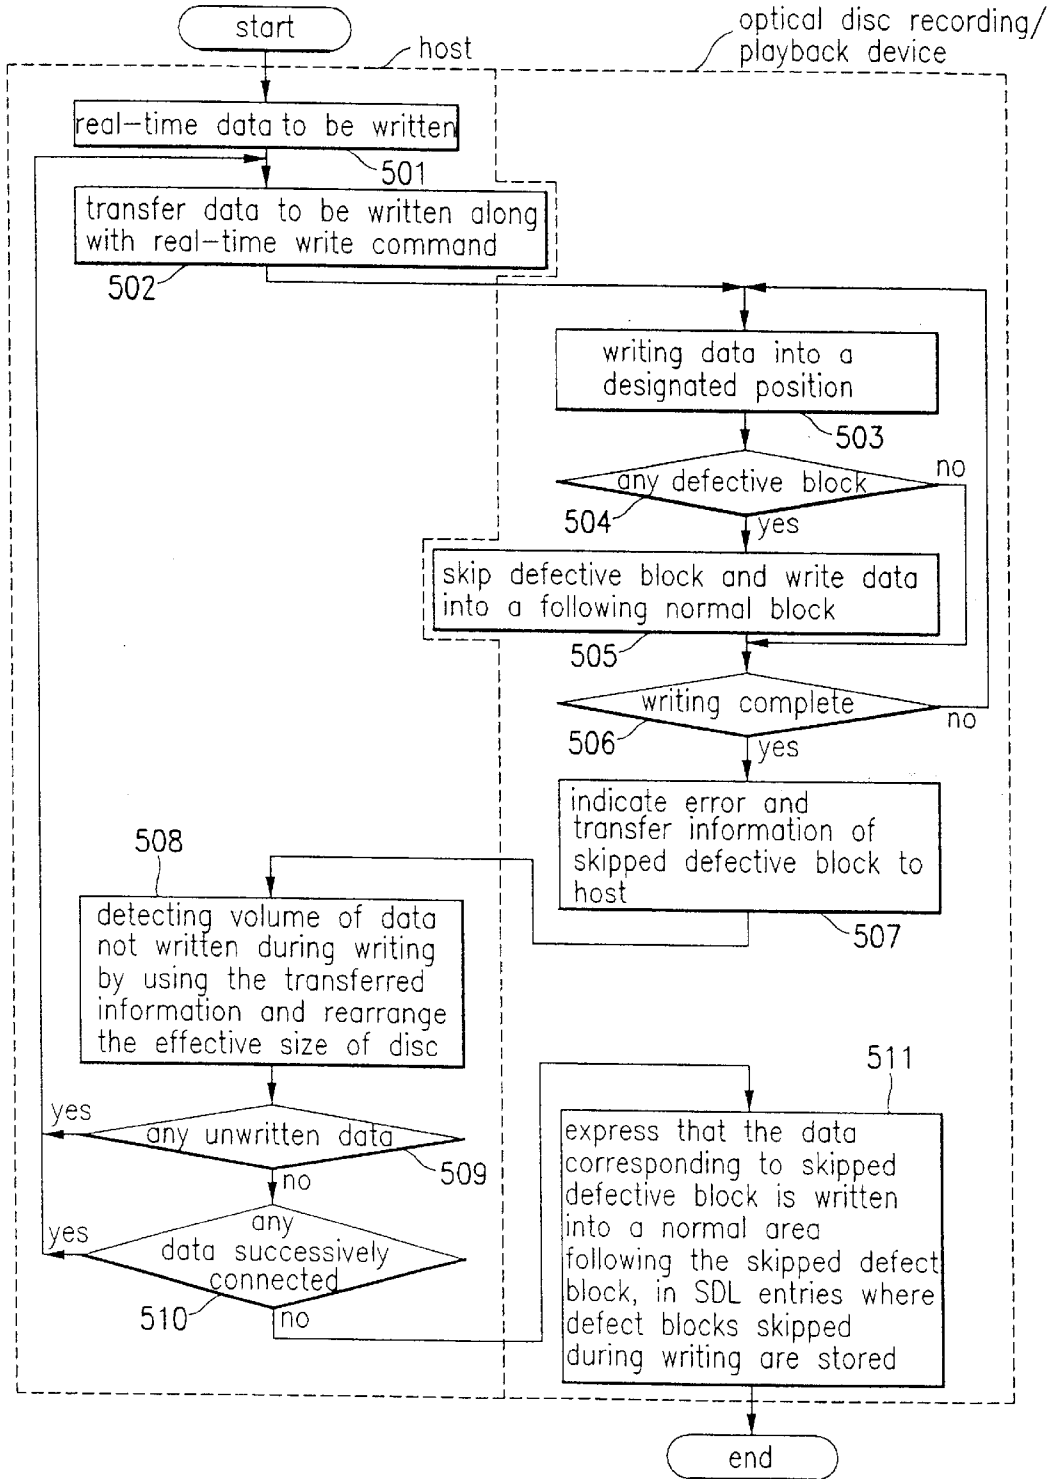 start
optical disc recording/
playback device
host
real-time data to be written
501
transfer data to be written along
with real-time write command
502
writing data into a
designated position
503
any defective block
no
504
yes
skip defective block and write data
into a following normal block
505
writing complete
no
506
yes
indicate error and
transfer information of
skipped defective block to
host
507
508
detecting volume of data
not written during writing
by using the transferred
information and rearrange
the effective size of disc
yes
any unwritten data
509
no
yes
any
data successively
connected
510
no
511
express that the data
corresponding to skipped
defective block is written
into a normal area
following the skipped defect
block, in SDL entries where
defect blocks skipped
during writing are stored
end